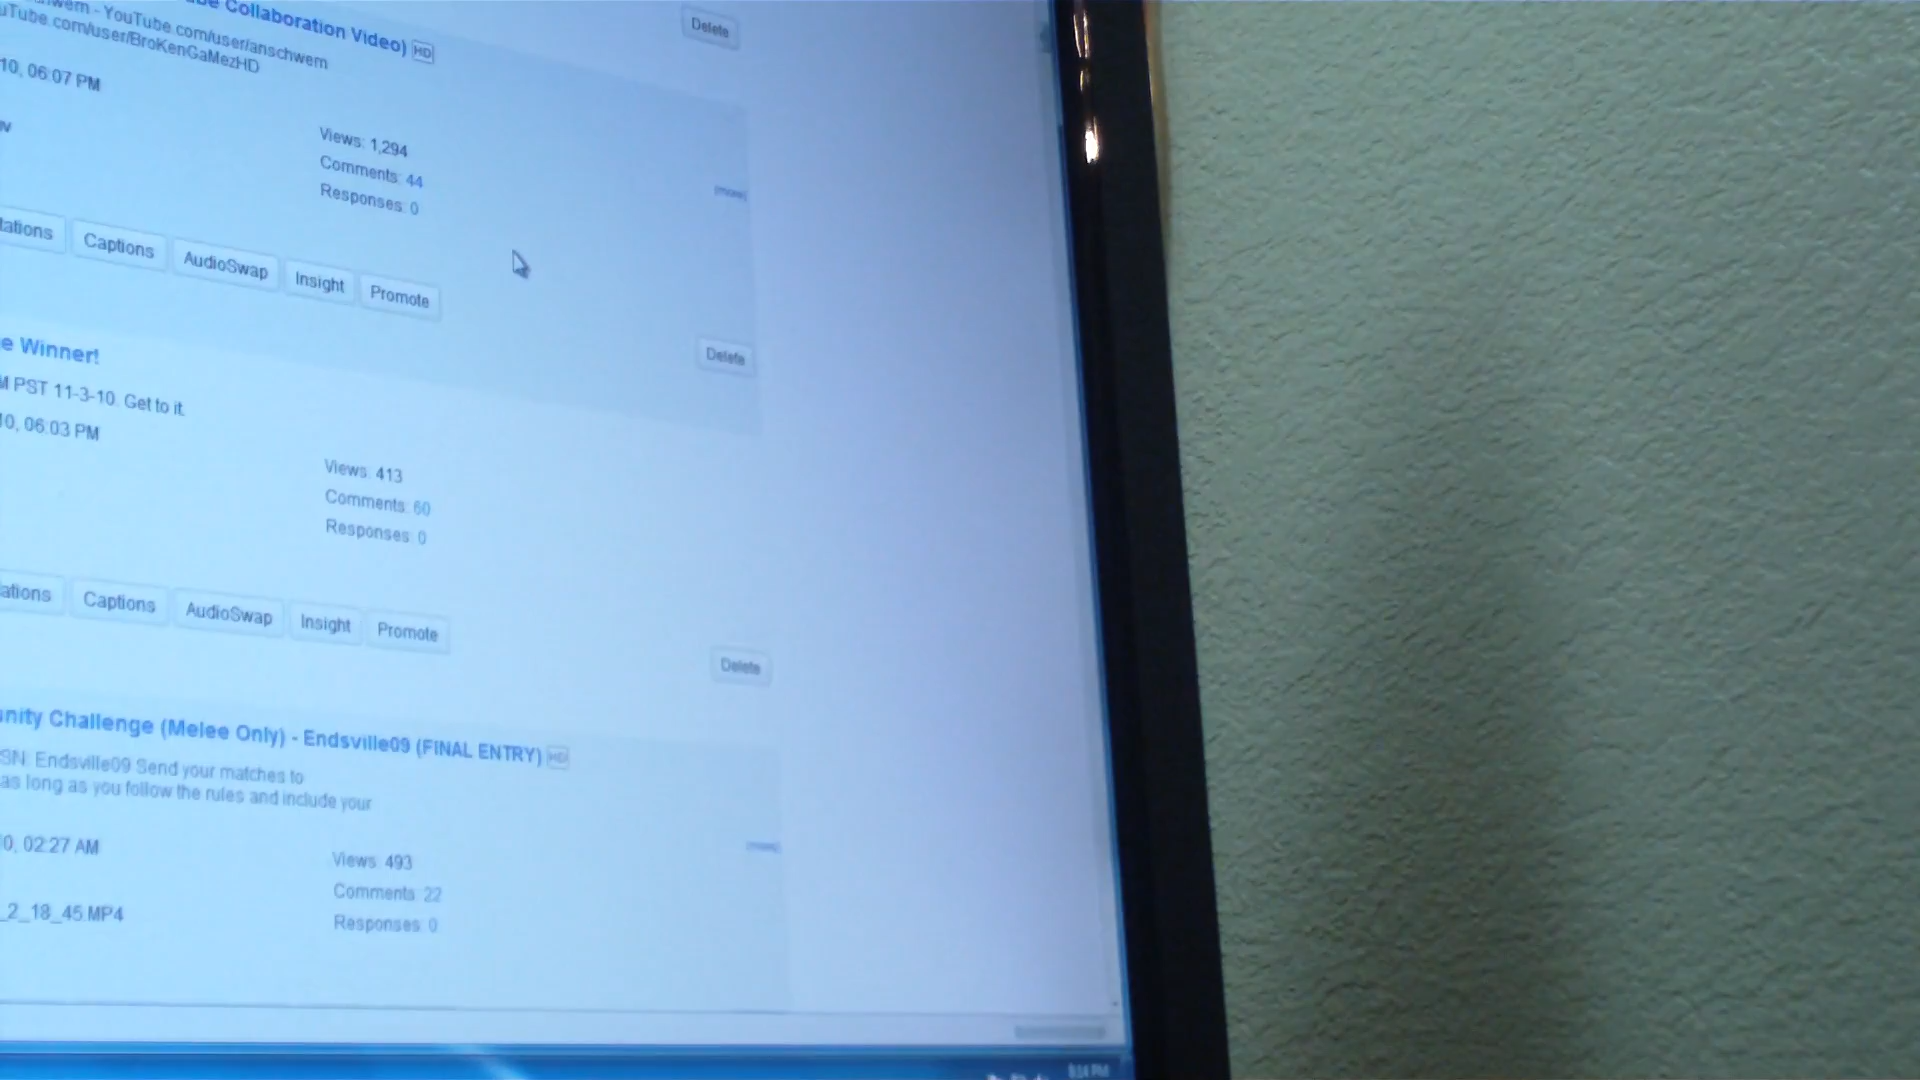 Collaboration Video) HD
YouTube.com/user/anschwem
uTube.com/user/BroKenGaMezHD
Delete
10, 06:07 PM
Views: 1,294
Comments: 44
Responses: 0
[more]
tations Captions AudioSwap Insight Promote
e Winner!
Delete
M PST 11-3-10. Get to it.
10, 06:03 PM
Views: 413
Comments: 60
Responses: 0
ations Captions AudioSwap Insight Promote
Delete
unity Challenge (Melee Only) - Endsville09 (FINAL ENTRY) HD
SN: Endsville09 Send your matches to
as long as you follow the rules and include your
0, 02:27 AM
Views: 493
Comments: 22
Responses: 0
_2_18_45.MP4